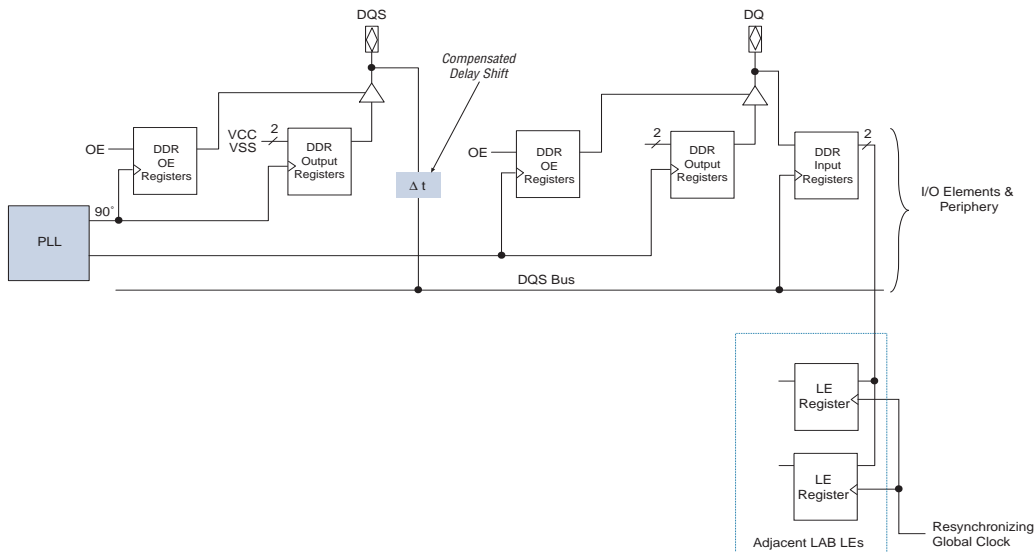 DQS
DQ
Compensated
Delay Shift
2
VCC
VSS
OE
DDR
OE
Registers
DDR
Output
Registers
Δ t
OE
DDR
OE
Registers
2
DDR
Output
Registers
DDR
Input
Registers
2
I/O Elements &
Periphery
90°
PLL
DQS Bus
LE
Register
LE
Register
Adjacent LAB LEs
Resynchronizing
Global Clock